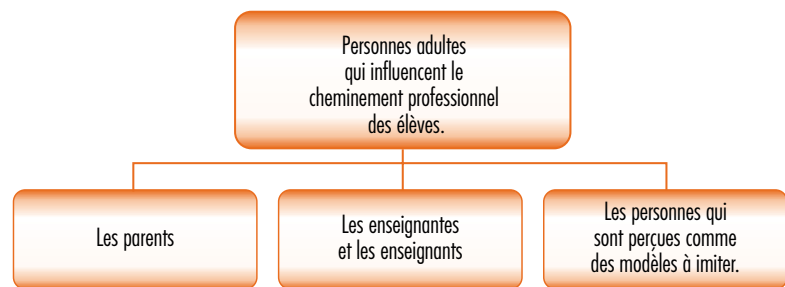 Personnes adultes
qui influencent le
cheminement professionnel
des élèves.
Les parents
Les enseignantes
et les enseignants
Les personnes qui
sont perçues comme
des modèles à imiter.